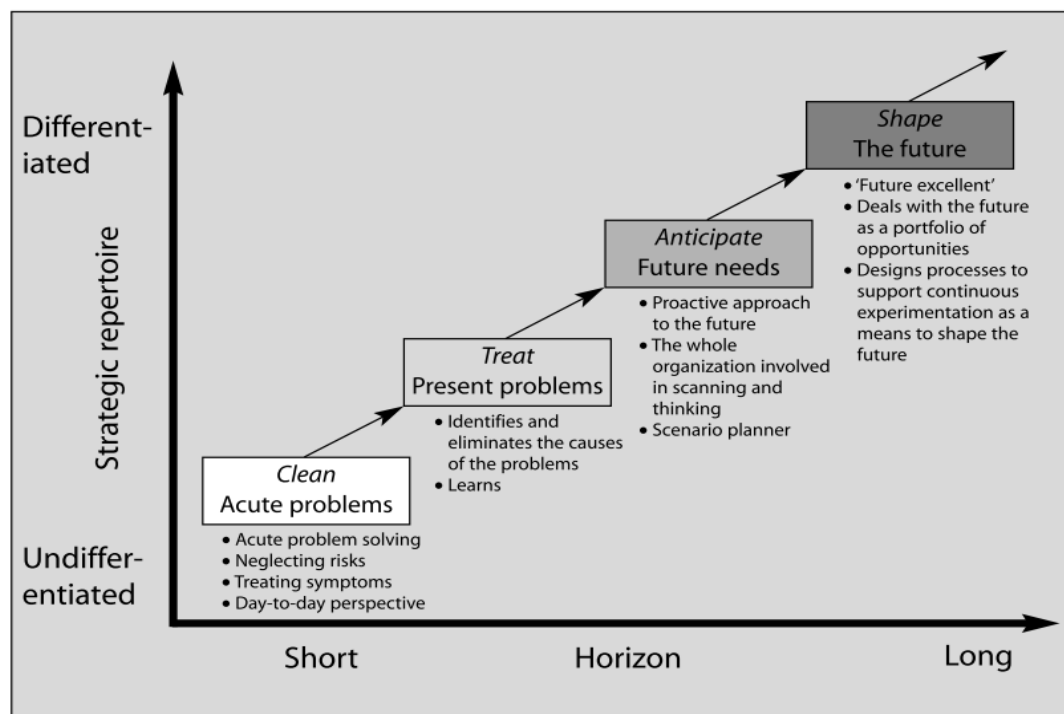 Different-
iated
Strategic repertoire
Undiffer-
entiated
Shape
The future
• ‘Future excellent’
• Deals with the future
as a portfolio of
opportunities
• Designs processes to
support continuous
experimentation as a
means to shape the
future
Anticipate
Future needs
• Proactive approach
to the future
• The whole
organization involved
in scanning and
thinking
• Scenario planner
Treat
Present problems
• Identifies and
eliminates the causes
of the problems
• Learns
Clean
Acute problems
• Acute problem solving
• Neglecting risks
• Treating symptoms
• Day-to-day perspective
Short
Horizon
Long